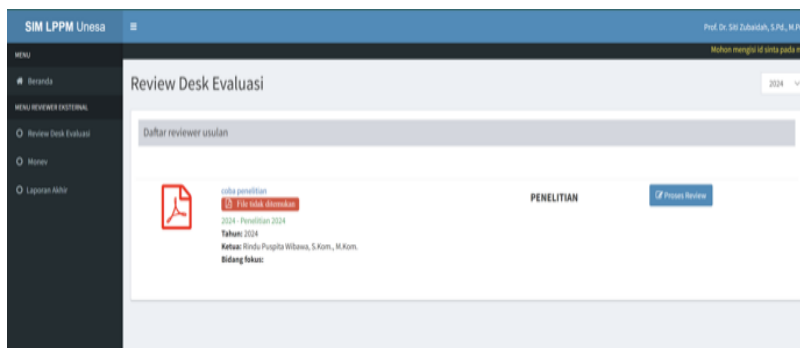 SIM LPPM Unesa
Prof. Dr. Siti Zubaidah, S.Pd., M.Pd
MENU
Mohon mengisi id sinta pada
Beranda
Review Desk Evaluasi
2024
MENU REVIEWER EKSTERNAL
Review Desk Evaluasi
Daftar reviewer usulan
Monev
Laporan Akhir
coba penelitian
File tidak ditemukan
PENELITIAN
Proses Review
2024 - Penelitian 2024
Tahun: 2024
Ketua: Rindu Puspita Wibawa, S.Kom., M.Kom.
Bidang fokus: